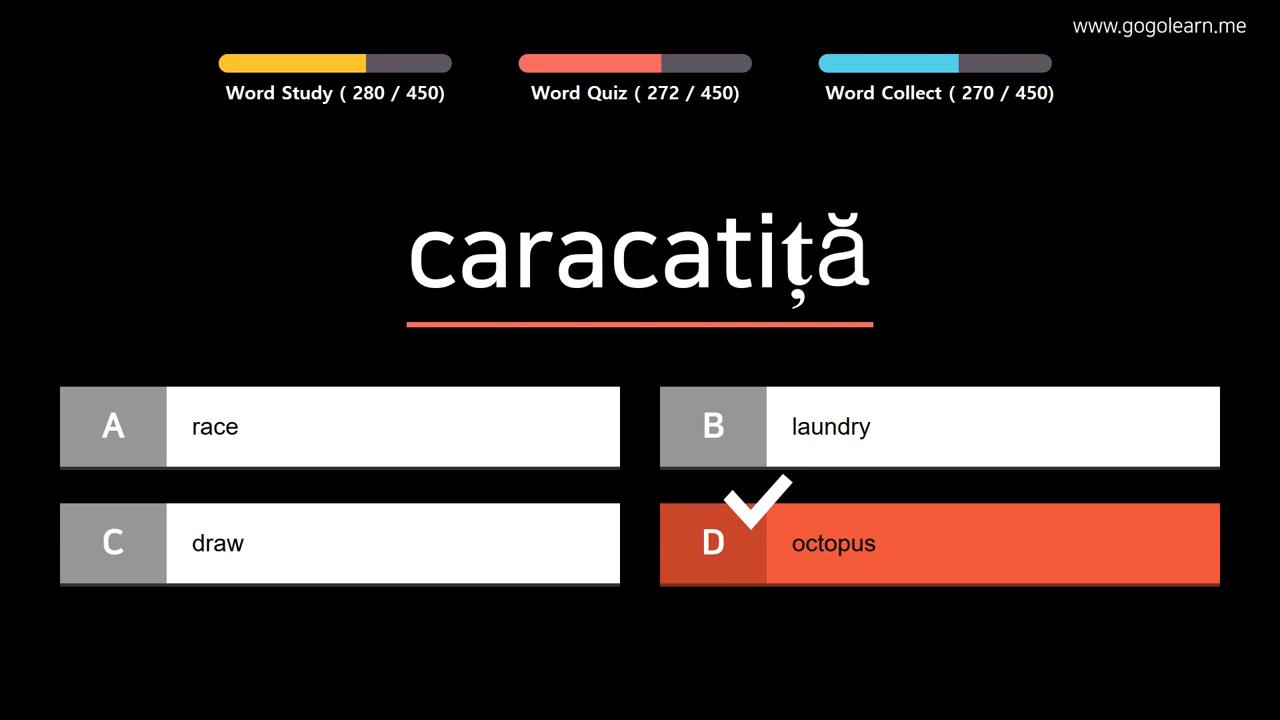 www.gogolearn.me
Word Study ( 280 / 450)
Word Quiz ( 272 / 450)
Word Collect ( 270 / 450)
caracatiță
A race
B laundry
C draw
D octopus